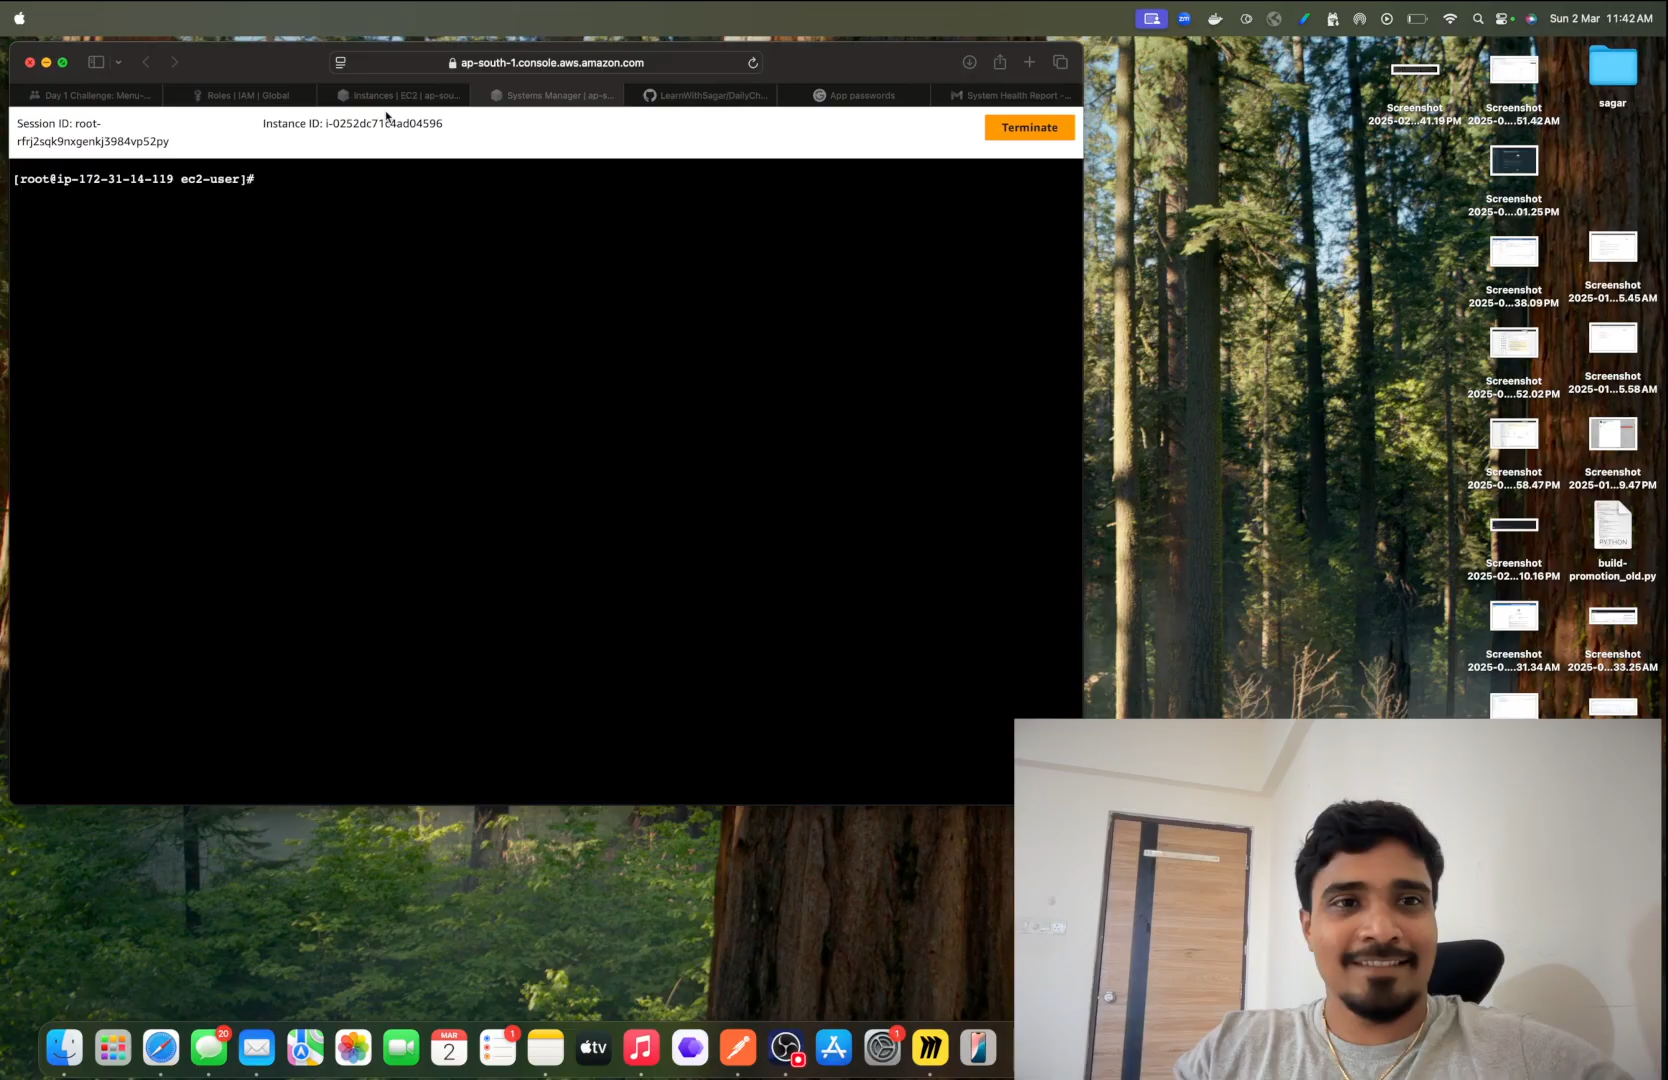 Sun 2 Mar 11:42 AM
ap-south-1.console.aws.amazon.com
Day 1 Challenge: Menu-...
Roles | IAM | Global
Instances | EC2 | ap-sou...
Systems Manager | ap-s...
LearnWithSagar/DailyCh...
App passwords
System Health Report -...
Session ID: root-
rfrj2sqk9nxgenkj3984vp52py
Instance ID: i-0252dc71c4ad04596
Terminate
[root@ip-172-31-14-119 ec2-user]#
Screenshot
2025-02...41.19 PM
Screenshot
2025-0....51.42 AM
sagar
Screenshot
2025-0....01.25 PM
Screenshot
2025-0...38.09 PM
Screenshot
2025-01...5.45 AM
Screenshot
2025-0....52.02 PM
Screenshot
2025-01...5.58 AM
Screenshot
2025-0....58.47 PM
Screenshot
2025-01...9.47 PM
PYTHON
Screenshot
2025-02...10.16 PM
build-
promotion_old.py
Screenshot
2025-0....31.34 AM
Screenshot
2025-0...33.25 AM
20
MAR
2
1
tv
1